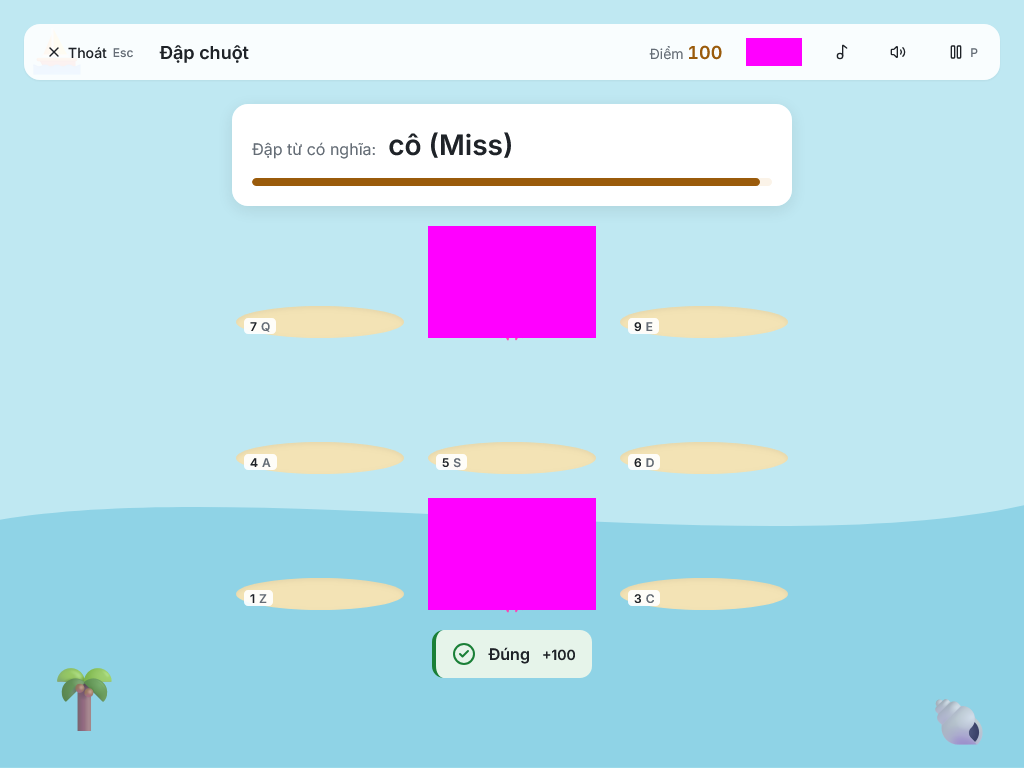 Thoát Esc Đập chuột Điểm 100 P
Đập từ có nghĩa: cô (Miss)
7 Q
9 E
4 A
5 S
6 D
1 Z
3 C
Đúng +100